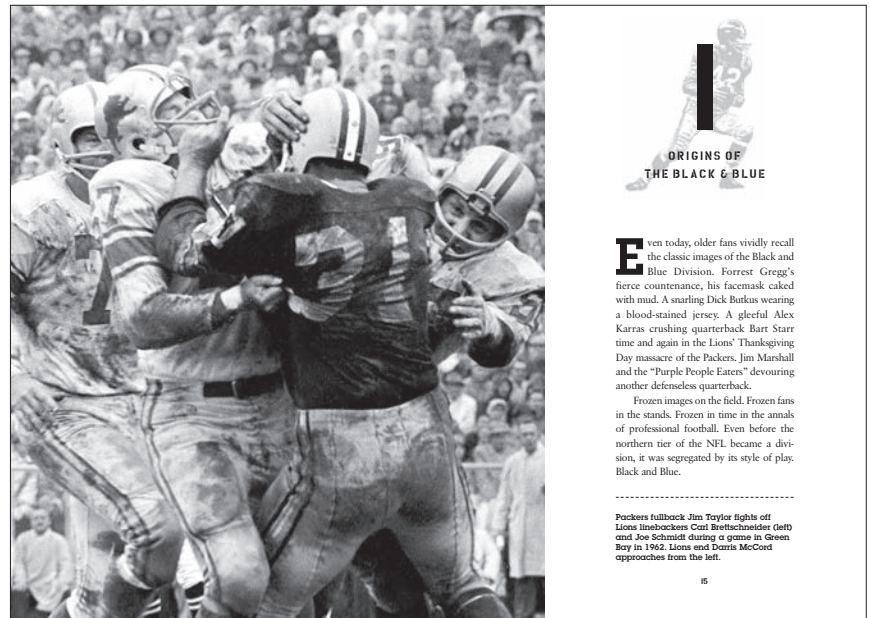 I
ORIGINS OF
THE BLACK & BLUE
Even today, older fans vividly recall
the classic images of the Black and
Blue Division. Forrest Gregg's
fierce countenance, his facemask caked
with mud. A snarling Dick Butkus wearing
a blood-stained jersey. A gleeful Alex
Karras crushing quarterback Bart Starr
time and again in the Lions' Thanksgiving
Day massacre of the Packers. Jim Marshall
and the “Purple People Eaters” devouring
another defenseless quarterback.
Frozen images on the field. Frozen fans
in the stands. Frozen in time in the annals
of professional football. Even before the
northern tier of the NFL became a divi-
sion, it was segregated by its style of play.
Black and Blue.
Packers fullback Jim Taylor fights off
Lions linebackers Carl Brettschneider (left)
and Joe Schmidt during a game in Green
Bay in 1962. Lions end Darris McCord
approaches from the left.
15
31
7